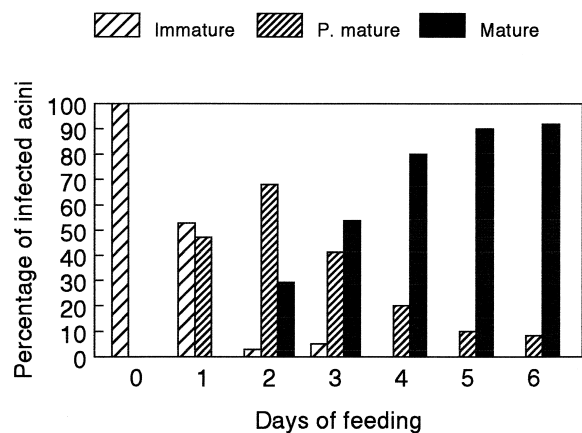 Immature P. mature Mature
Percentage of infected acini
100
90
80
70
60
50
40
30
20
10
0
0 1 2 3 4 5 6
Days of feeding